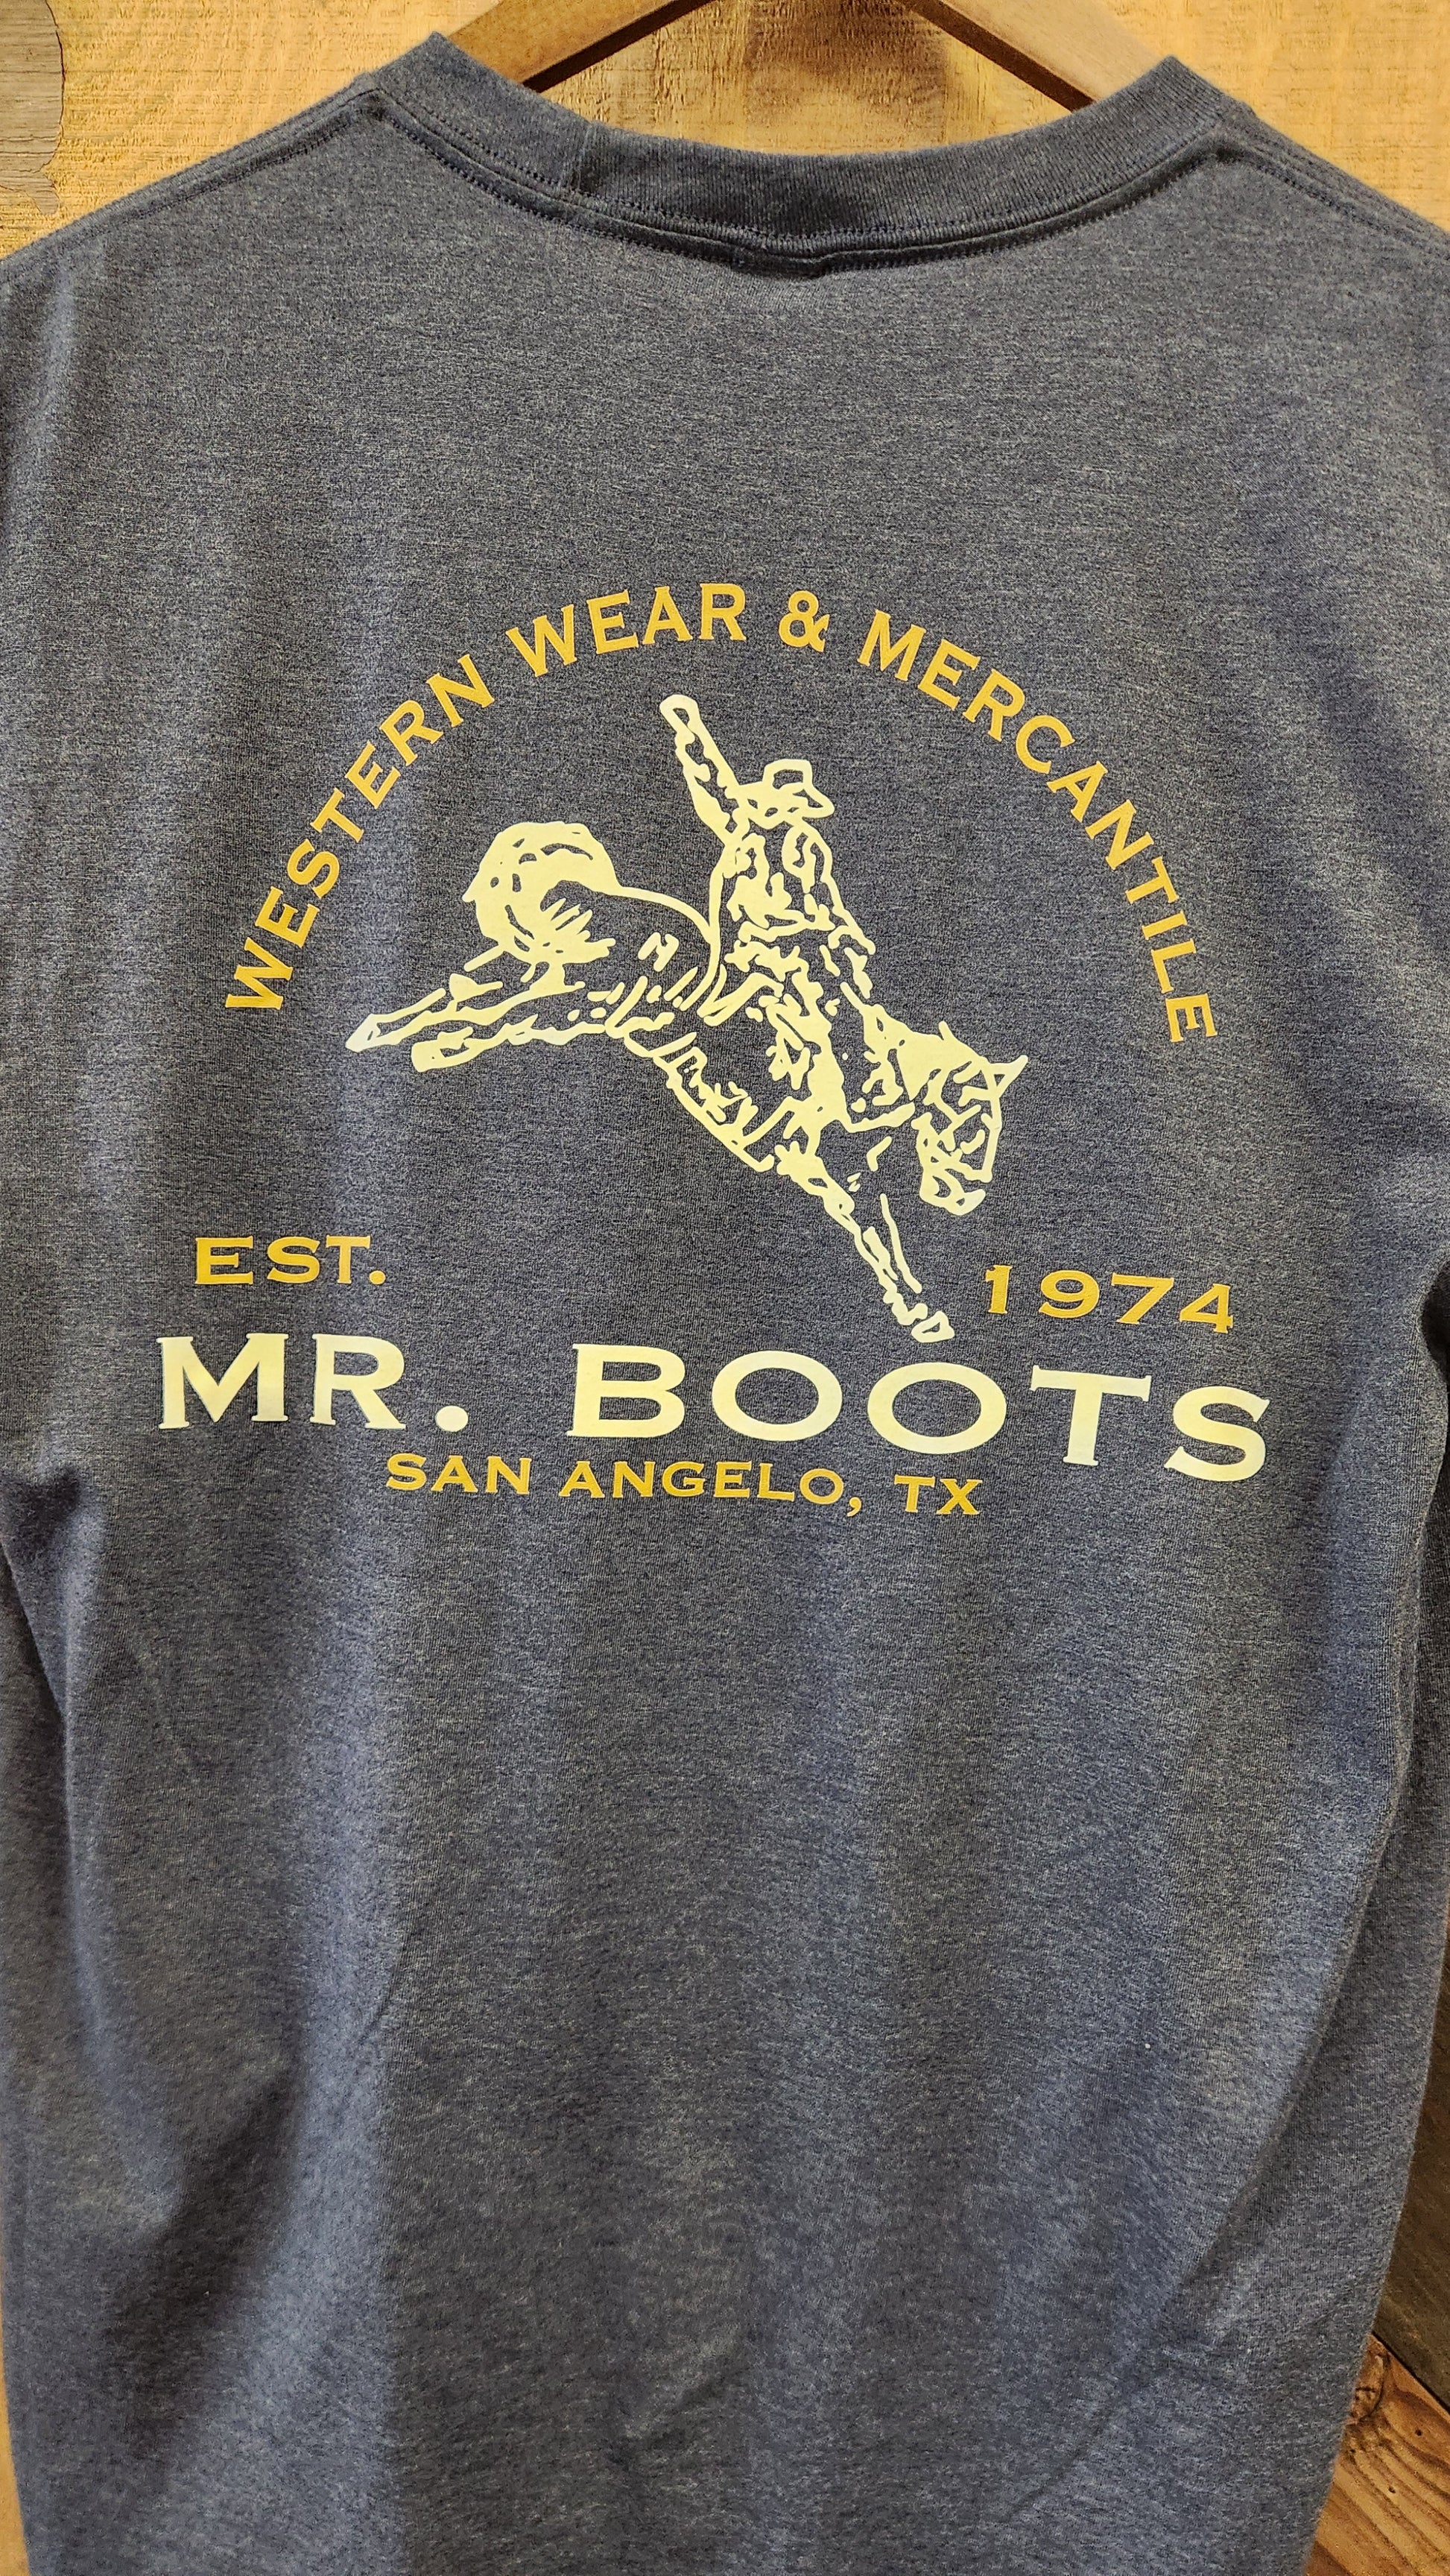 WESTERN WEAR & MERCANTILE
EST. 1974
MR. BOOTS
SAN ANGELO, TX